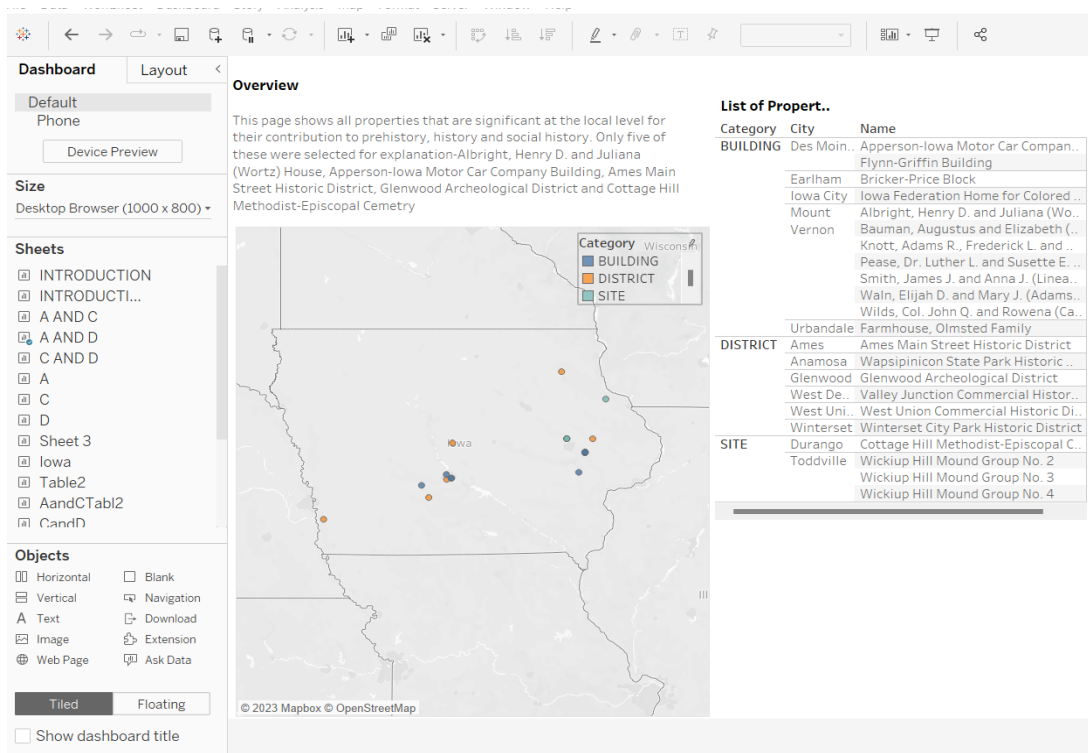 Dashboard
Layout
Default
Phone
Device Preview
Size
Desktop Browser (1000 x 800)
Sheets
INTRODUCTION
INTRODUCTI...
A AND C
A AND D
C AND D
A
C
D
Sheet 3
Iowa
Table2
AandCTabl2
CandD
Objects
Horizontal Blank
Vertical Navigation
A Text Download
Image Extension
Web Page Ask Data
Tiled Floating
Show dashboard title
Overview
This page shows all properties that are significant at the local level for
their contribution to prehistory, history and social history. Only five of
these were selected for explanation-Albright, Henry D. and Juliana
(Wortz) House, Apperson-Iowa Motor Car Company Building, Ames Main
Street Historic District, Glenwood Archeological District and Cottage Hill
Methodist-Episcopal Cemetry
Category
BUILDING
DISTRICT
SITE
Wisconsin
Iowa
Ill
© 2023 Mapbox © OpenStreetMap
List of Propert..
Category City Name
BUILDING Des Moin.. Apperson-Iowa Motor Car Compan..
Flynn-Griffin Building
Earlham Bricker-Price Block
Iowa City Iowa Federation Home for Colored ..
Mount Albright, Henry D. and Juliana (Wo..
Vernon Bauman, Augustus and Elizabeth (..
Knott, Adams R., Frederick L. and ..
Pease, Dr. Luther L. and Susette E. ..
Smith, James J. and Anna J. (Linea..
Waln, Elijah D. and Mary J. (Adams..
Wilds, Col. John Q. and Rowena (Ca..
Urbandale Farmhouse, Olmsted Family
DISTRICT Ames Ames Main Street Historic District
Anamosa Wapsipinicon State Park Historic ..
Glenwood Glenwood Archeological District
West De.. Valley Junction Commercial Histor..
West Uni.. West Union Commercial Historic Di..
Winterset Winterset City Park Historic District
SITE Durango Cottage Hill Methodist-Episcopal C..
Toddville Wickiup Hill Mound Group No. 2
Wickiup Hill Mound Group No. 3
Wickiup Hill Mound Group No. 4